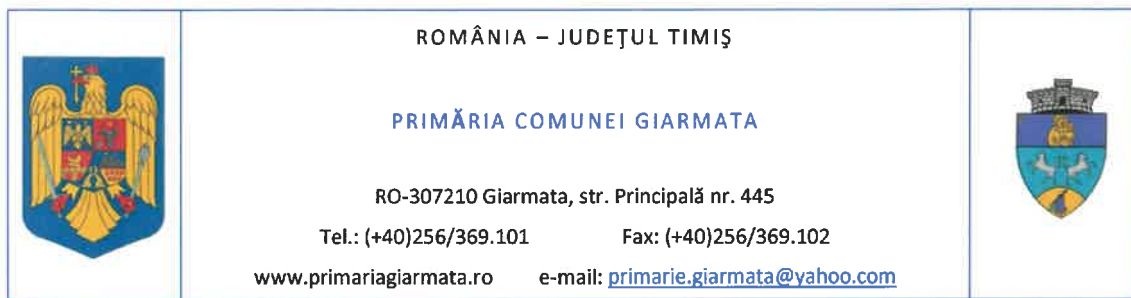 ROMÂNIA – JUDEŢUL TIMIŞ
PRIMĂRIA COMUNEI GIARMATA
RO-307210 Giarmata, str. Principală nr. 445
Tel.: (+40)256/369.101 Fax: (+40)256/369.102
www.primariagiarmata.ro e-mail: primarie.giarmata@yahoo.com